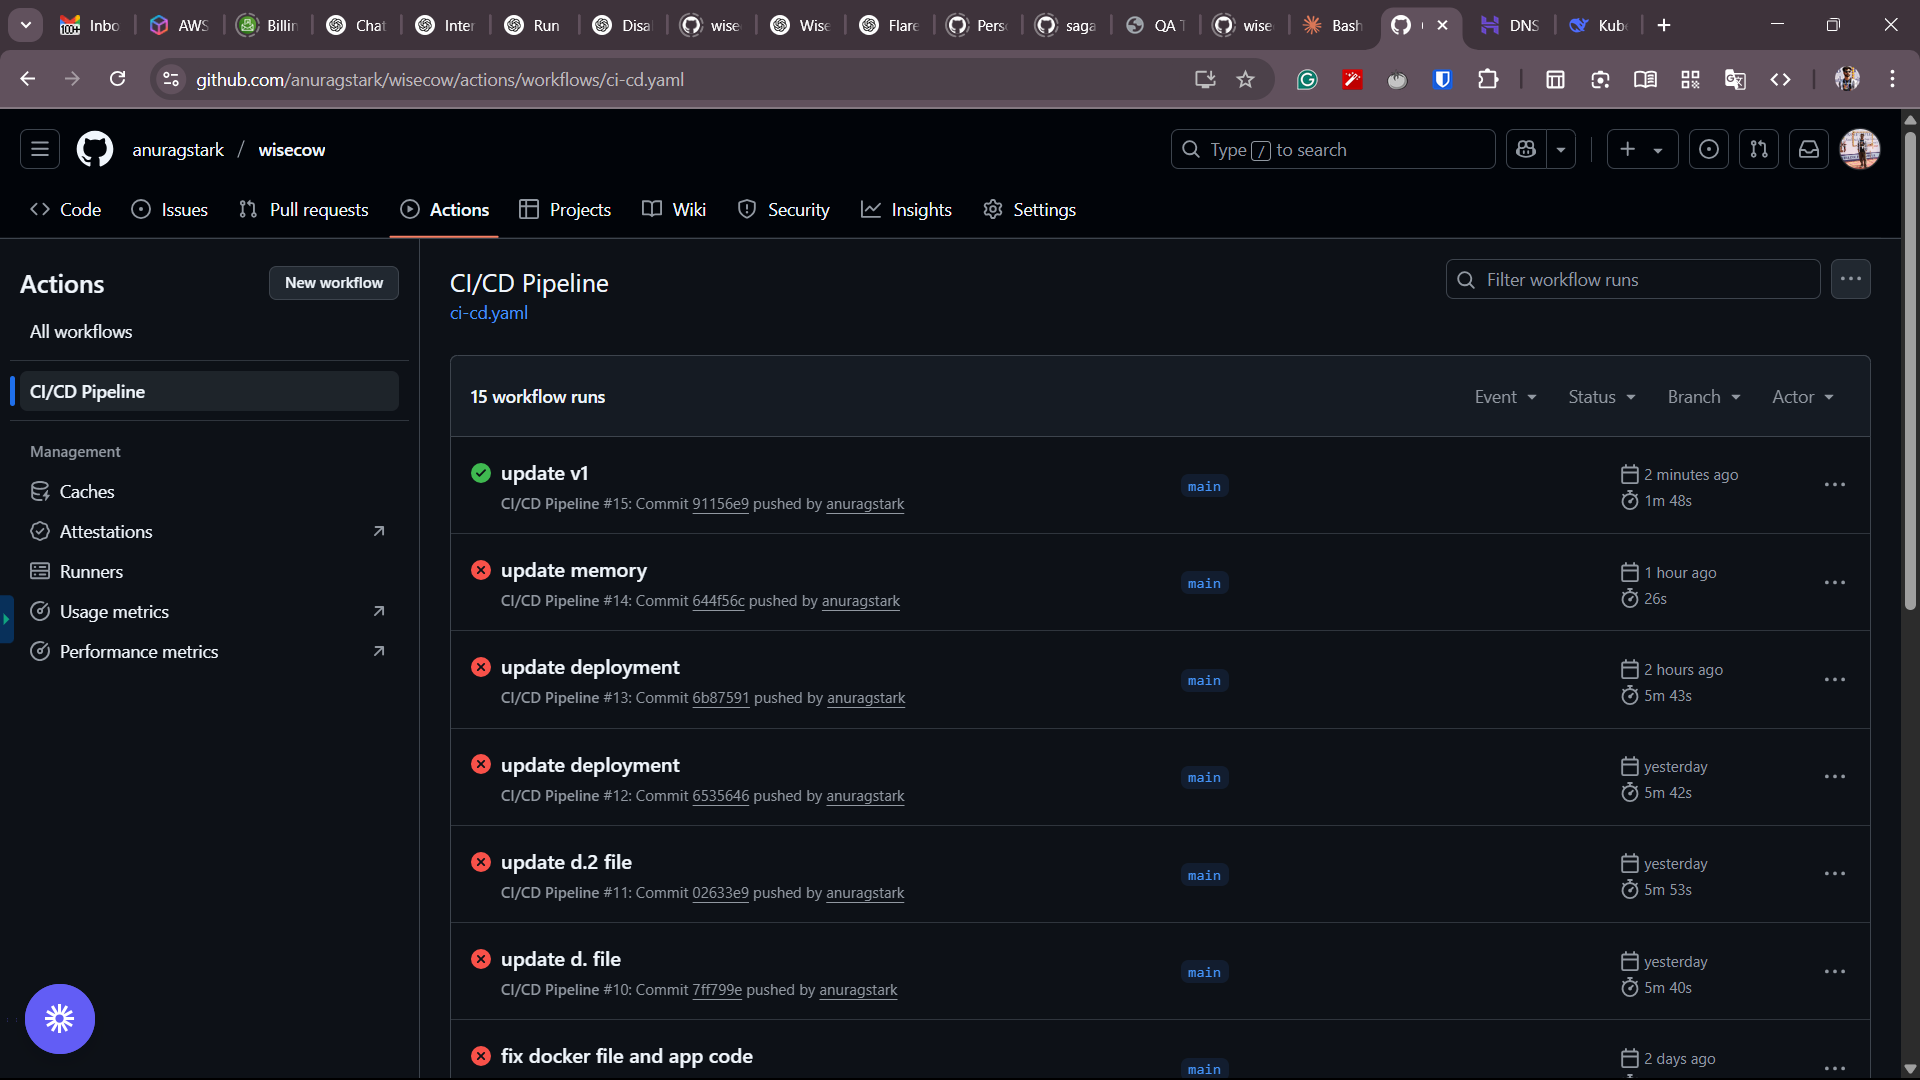 100+ Inbo
AWS
Billin
Chat
Inter
Run
Disal
wise
Wise
Flare
Pers
saga
QA T
wise
Bash
DNS
Kube
github.com/anuragstark/wisecow/actions/workflows/ci-cd.yaml
anuragstark / wisecow
Type / to search
Code
Issues
Pull requests
Actions
Projects
Wiki
Security
Insights
Settings
Actions
New workflow
All workflows
CI/CD Pipeline
Management
Caches
Attestations
Runners
Usage metrics
Performance metrics
CI/CD Pipeline
ci-cd.yaml
Filter workflow runs
15 workflow runs
Event
Status
Branch
Actor
update v1
CI/CD Pipeline #15: Commit 91156e9 pushed by anuragstark
main
2 minutes ago
1m 48s
update memory
CI/CD Pipeline #14: Commit 644f56c pushed by anuragstark
main
1 hour ago
26s
update deployment
CI/CD Pipeline #13: Commit 6b87591 pushed by anuragstark
main
2 hours ago
5m 43s
update deployment
CI/CD Pipeline #12: Commit 6535646 pushed by anuragstark
main
yesterday
5m 42s
update d.2 file
CI/CD Pipeline #11: Commit 02633e9 pushed by anuragstark
main
yesterday
5m 53s
update d. file
CI/CD Pipeline #10: Commit 7ff799e pushed by anuragstark
main
yesterday
5m 40s
fix docker file and app code
main
2 days ago